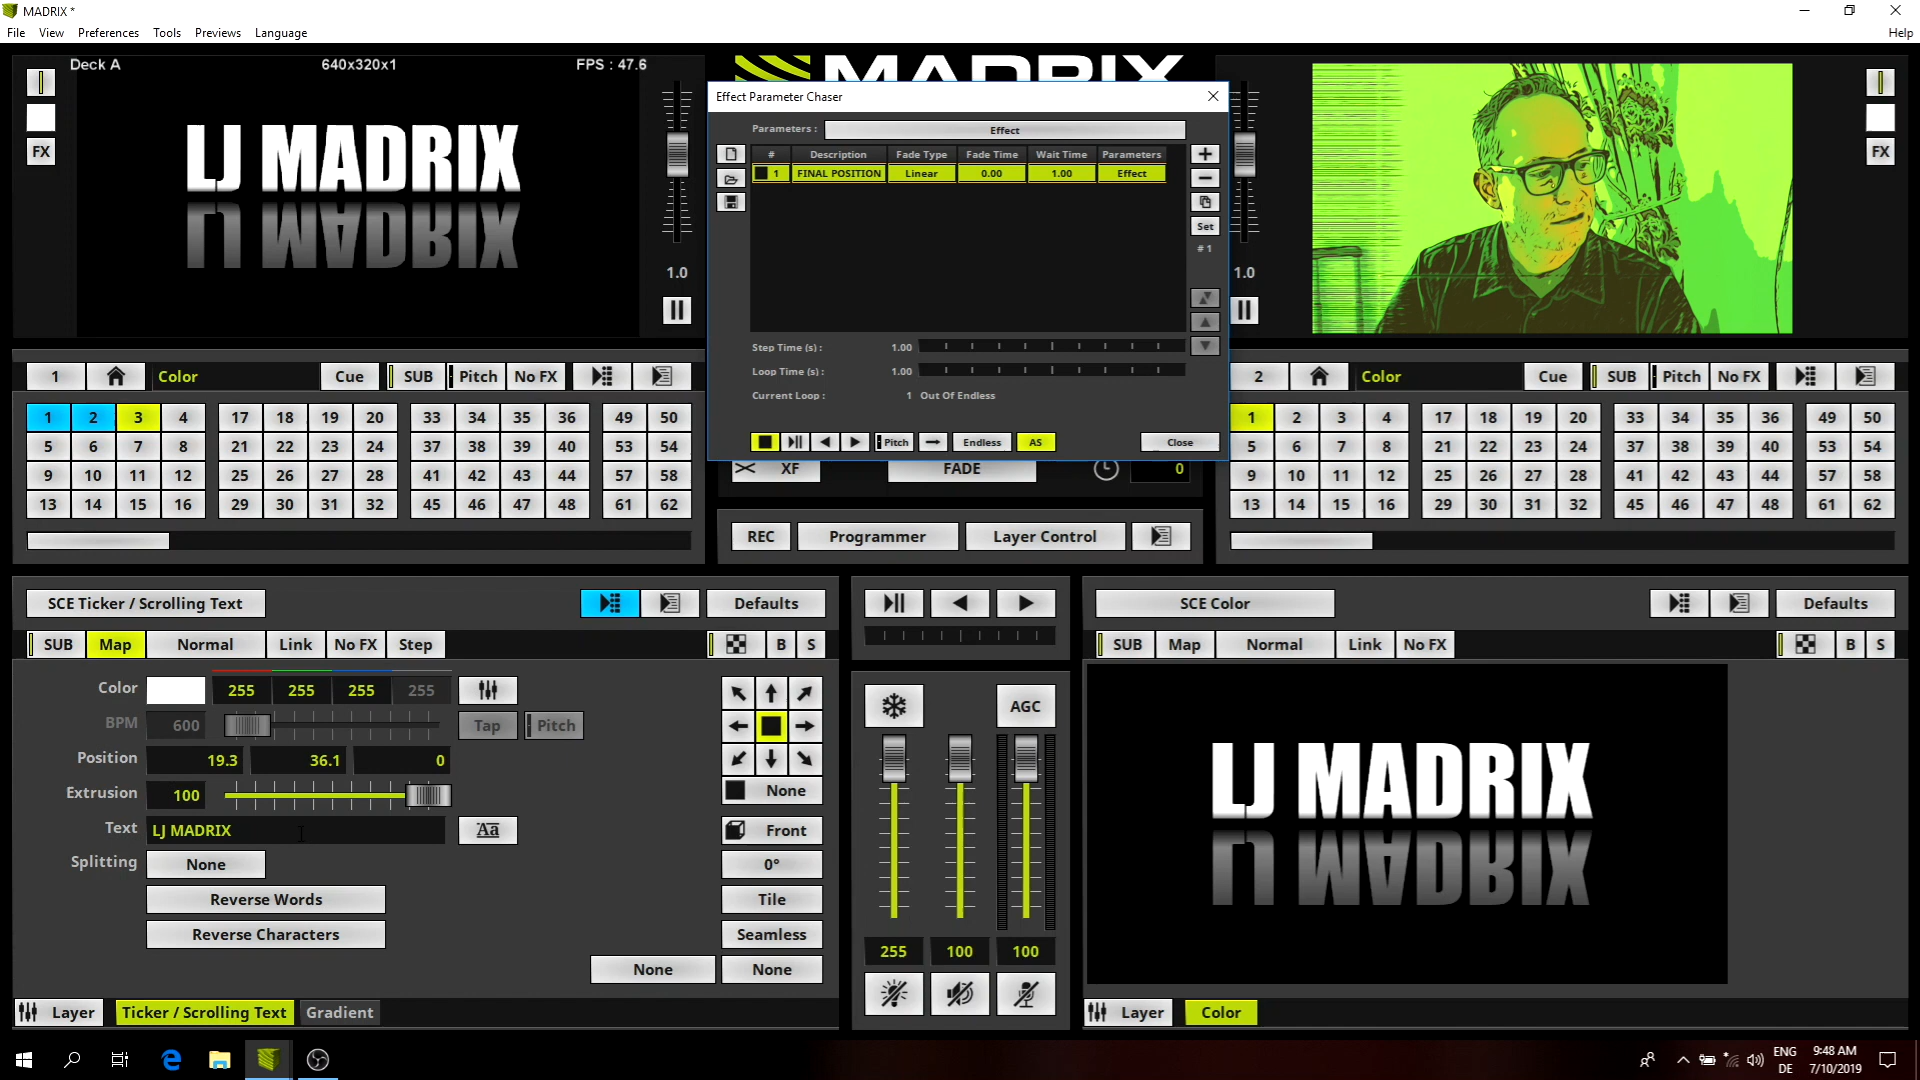 MADRIX *
File View Preferences Tools Previews Language Help
Deck A 640x320x1 FPS : 47.6
MADRIX
FX
LJ MADRIX
LJ MADRIX
1.0
Effect Parameter Chaser
Parameters : Effect
# Description Fade Type Fade Time Wait Time Parameters
1 FINAL POSITION Linear 0.00 1.00 Effect
Set
# 1
Step Time (s) : 1.00
Loop Time (s) : 1.00
Current Loop : 1 Out Of Endless
Pitch Endless AS Close
1.0
FX
1 Color Cue SUB Pitch No FX
1 2 3 4 17 18 19 20 33 34 35 36 49 50
5 6 7 8 21 22 23 24 37 38 39 40 53 54
9 10 11 12 25 26 27 28 41 42 43 44 57 58
13 14 15 16 29 30 31 32 45 46 47 48 61 62
XF FADE 0
REC Programmer Layer Control
2 Color Cue SUB Pitch No FX
1 2 3 4 17 18 19 20 33 34 35 36 49 50
5 6 7 8 21 22 23 24 37 38 39 40 53 54
9 10 11 12 25 26 27 28 41 42 43 44 57 58
13 14 15 16 29 30 31 32 45 46 47 48 61 62
SCE Ticker / Scrolling Text Defaults
SUB Map Normal Link No FX Step B S
Color 255 255 255 255
BPM 600 Tap Pitch
Position 19.3 36.1 0
Extrusion 100 None
Text LJ MADRIX Aa Front
Splitting None 0°
Reverse Words Tile
Reverse Characters Seamless
None None
Layer Ticker / Scrolling Text Gradient
AGC
255 100 100
SCE Color Defaults
SUB Map Normal Link No FX B S
LJ MADRIX
LJ MADRIX
Layer Color
ENG
DE
9:48 AM
7/10/2019